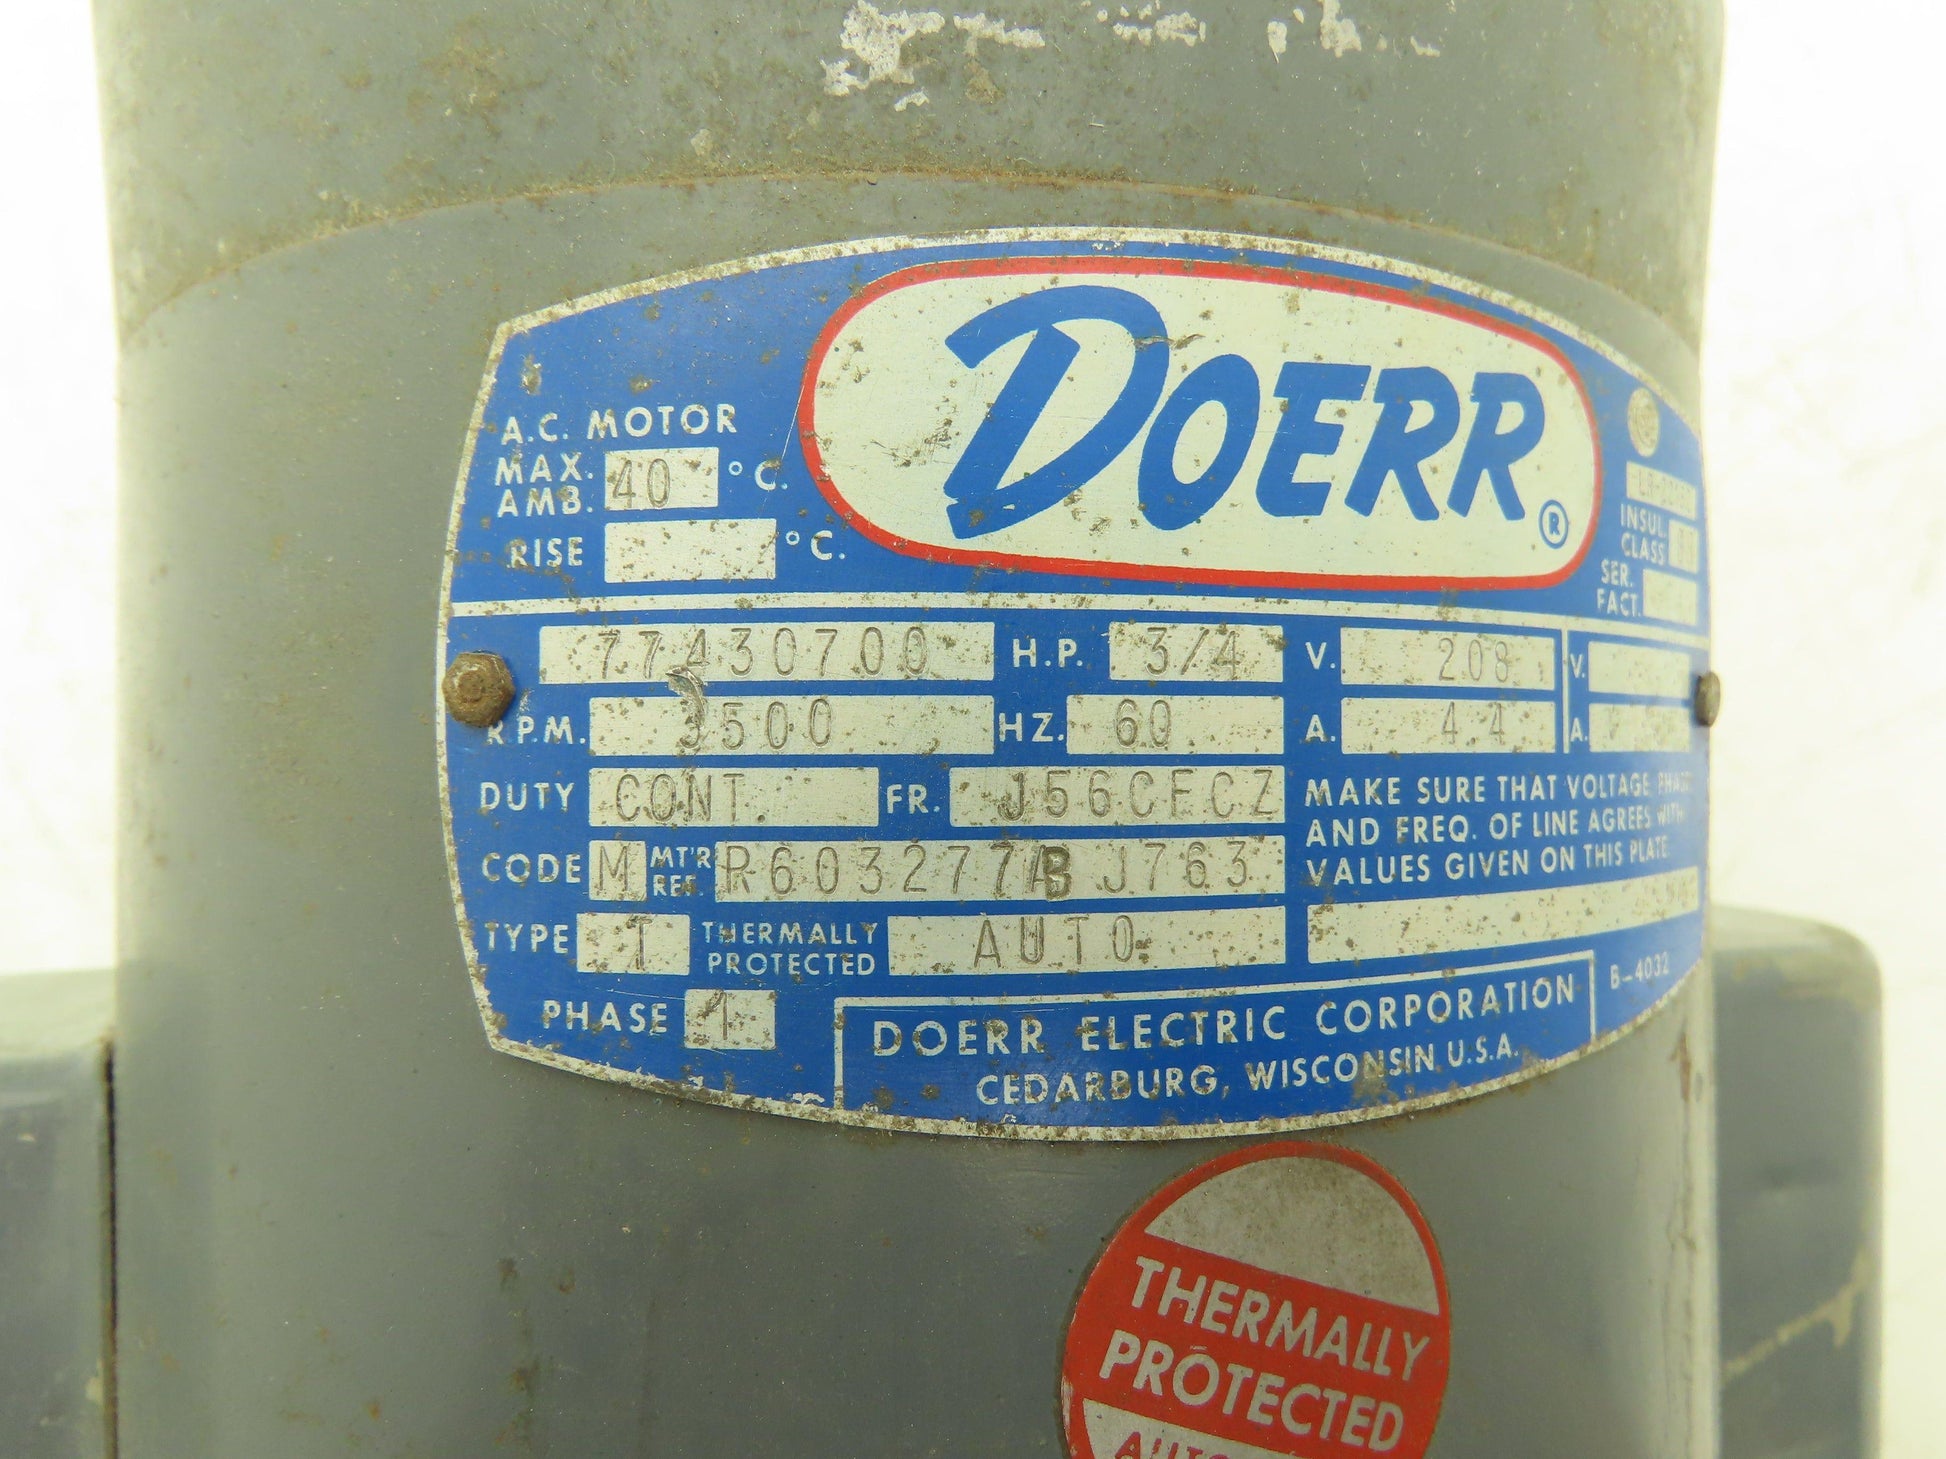 DOERR®
A.C. MOTOR
MAX. AMB. 40 °C.
RISE °C.
INSUL. CLASS
SER. FACT.
77430700 H.P. 3/4 V. 208 V.
R.P.M. 3500 HZ. 60 A. 4.4 A.
DUTY CONT FR. J56CFCZ
MAKE SURE THAT VOLTAGE PHASE
AND FREQ. OF LINE AGREES WITH
VALUES GIVEN ON THIS PLATE.
CODE M MT'R REF. R603277 B J763
TYPE T THERMALLY PROTECTED AUTO
PHASE 1
DOERR ELECTRIC CORPORATION
CEDARBURG, WISCONSIN, U.S.A.
B-4032
THERMALLY
PROTECTED